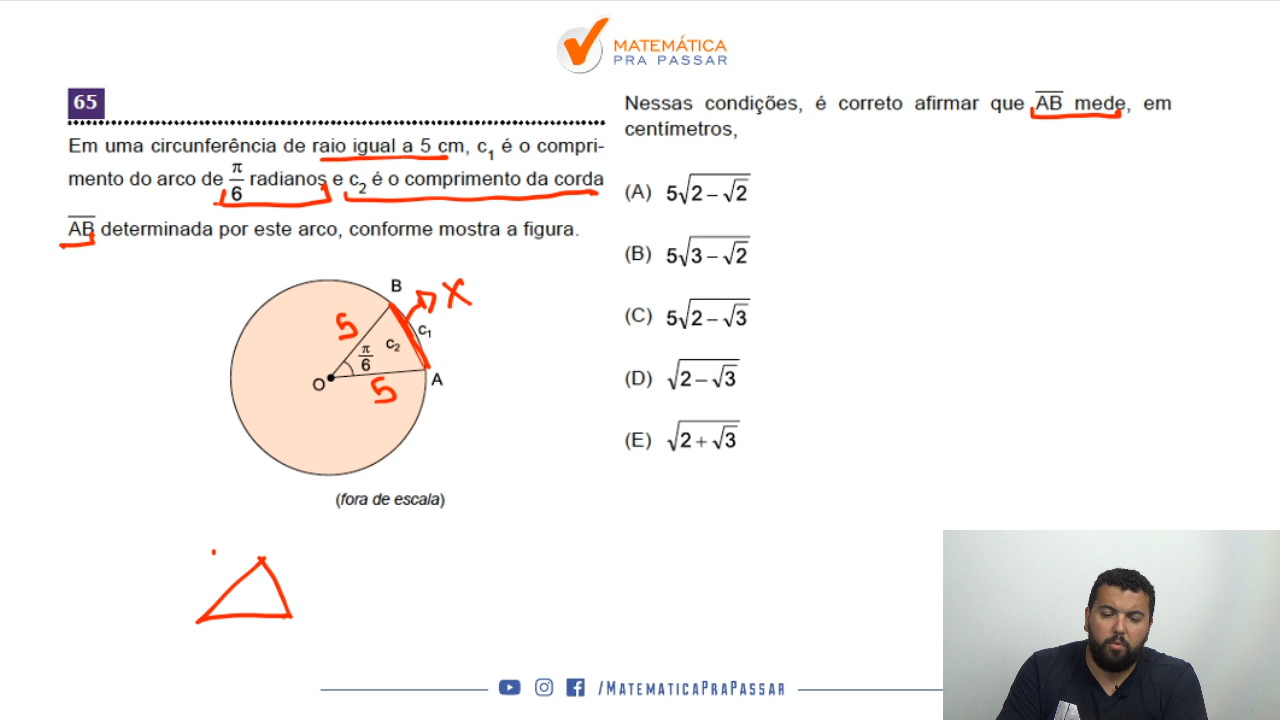 MATEMÁTICA
PRA PASSAR
65
Em uma circunferência de raio igual a 5 cm, c₁ é o compri-
mento do arco de π/6 radianos e c₂ é o comprimento da corda
A͞B͞ determinada por este arco, conforme mostra a figura.
B
X
5
c₁
c₂
π/6
O
A
5
(fora de escala)
Nessas condições, é correto afirmar que A͞B͞ mede, em
centímetros,
(A) 5√(2 – √2)
(B) 5√(3 – √2)
(C) 5√(2 – √3)
(D) √(2 – √3)
(E) √(2 + √3)
/MATEMATICAPRAPASSAR